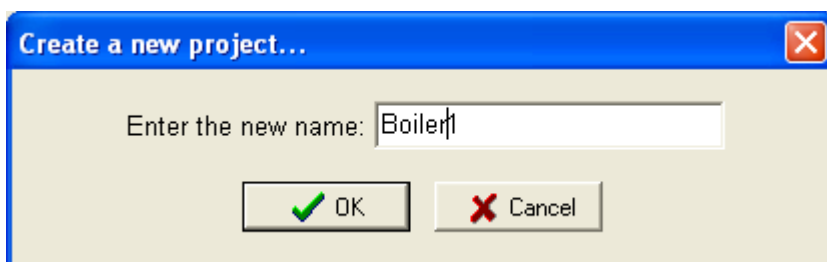 Create a new project...
Enter the new name: Boiler1
OK Cancel